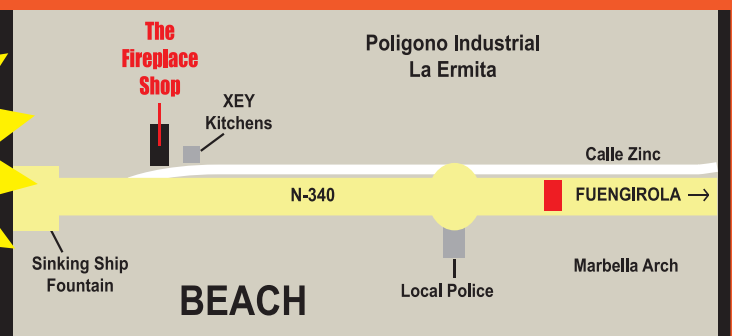 The
Fireplace
Shop
Poligono Industrial
La Ermita
XEY
Kitchens
Calle Zinc
N-340
FUENGIROLA →
Sinking Ship
Fountain
BEACH
Local Police
Marbella Arch